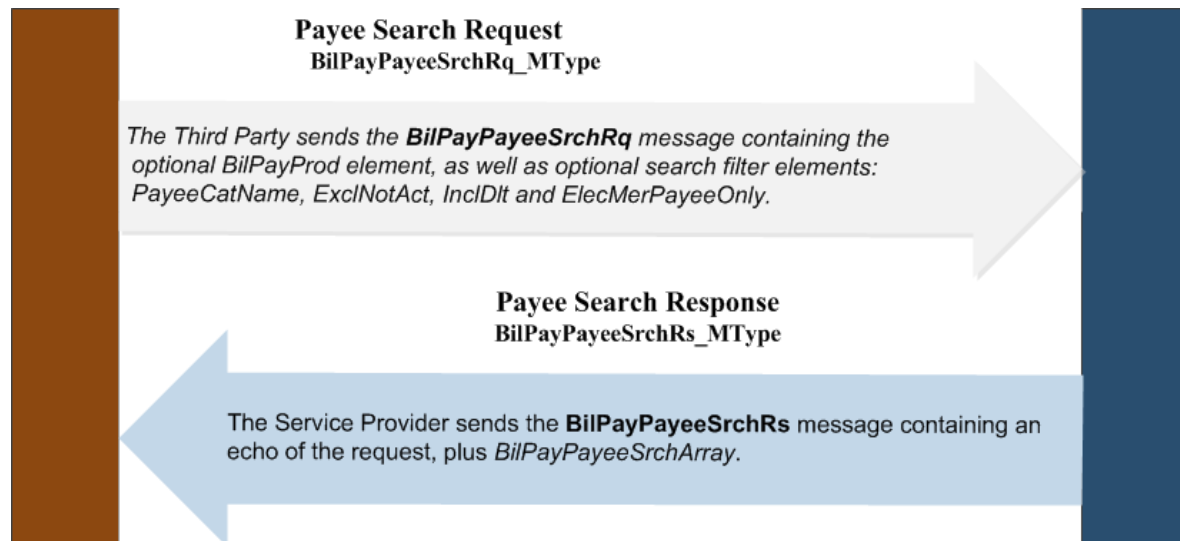 Payee Search Request
BilPayPayeeSrchRq_MType
The Third Party sends the BilPayPayeeSrchRq message containing the
optional BilPayProd element, as well as optional search filter elements:
PayeeCatName, ExclNotAct, InclDlt and ElecMerPayeeOnly.
Payee Search Response
BilPayPayeeSrchRs_MType
The Service Provider sends the BilPayPayeeSrchRs message containing an
echo of the request, plus BilPayPayeeSrchArray.